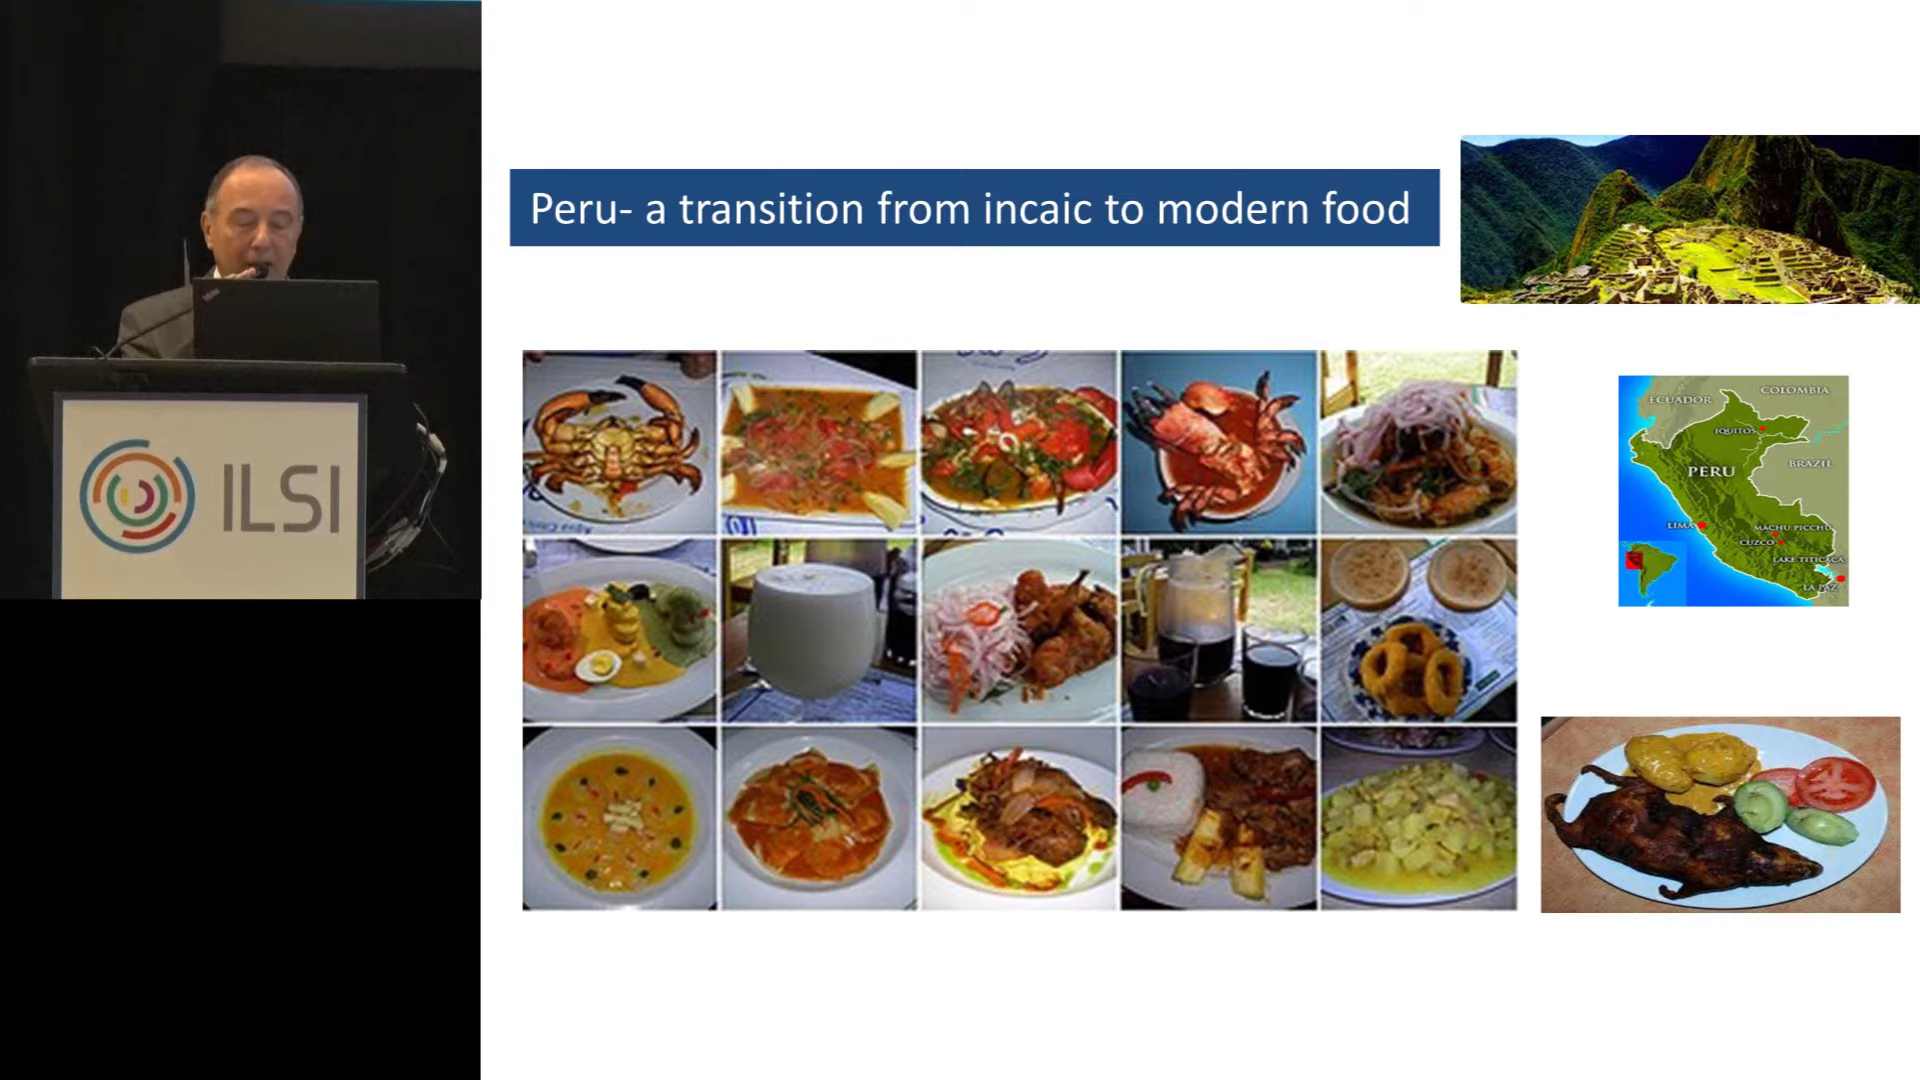 Peru- a transition from incaic to modern food
ILSI
COLOMBIA
ECUADOR
IQUITOS
BRAZIL
PERU
LIMA
MACHU PICCHU
CUZCO
LAKE TITICACA
LA PAZ